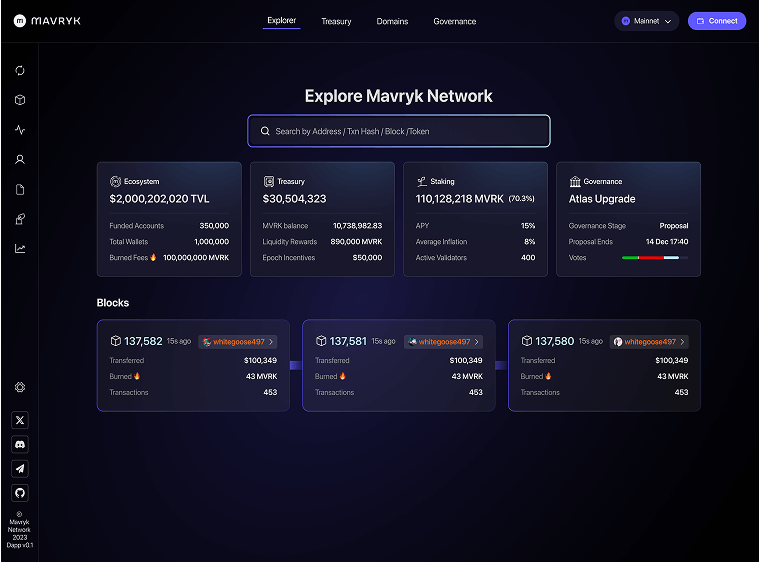 MAVRYK
Explorer
Treasury
Domains
Governance
Mainnet
Connect
Explore Mavryk Network
Search by Address / Txn Hash / Block /Token
Ecosystem
$2,000,202,020 TVL
Funded Accounts 350,000
Total Wallets 1,000,000
Burned Fees🔥 100,000,000 MVRK
Treasury
$30,504,323
MVRK balance 10,738,982.83
Liquidity Rewards 890,000 MVRK
Epoch Incentives $50,000
Staking
110,128,218 MVRK (70.3%)
APY 15%
Average Inflation 8%
Active Validators 400
Governance
Atlas Upgrade
Governance Stage Proposal
Proposal Ends 14 Dec 17:40
Votes
Blocks
137,582 15s ago whitegoose497
Transferred $100,349
Burned🔥 43 MVRK
Transactions 453
137,581 15s ago whitegoose497
Transferred $100,349
Burned🔥 43 MVRK
Transactions 453
137,580 15s ago whitegoose497
Transferred $100,349
Burned🔥 43 MVRK
Transactions 453
©
Mavryk
Network
2023
Dapp v0.1